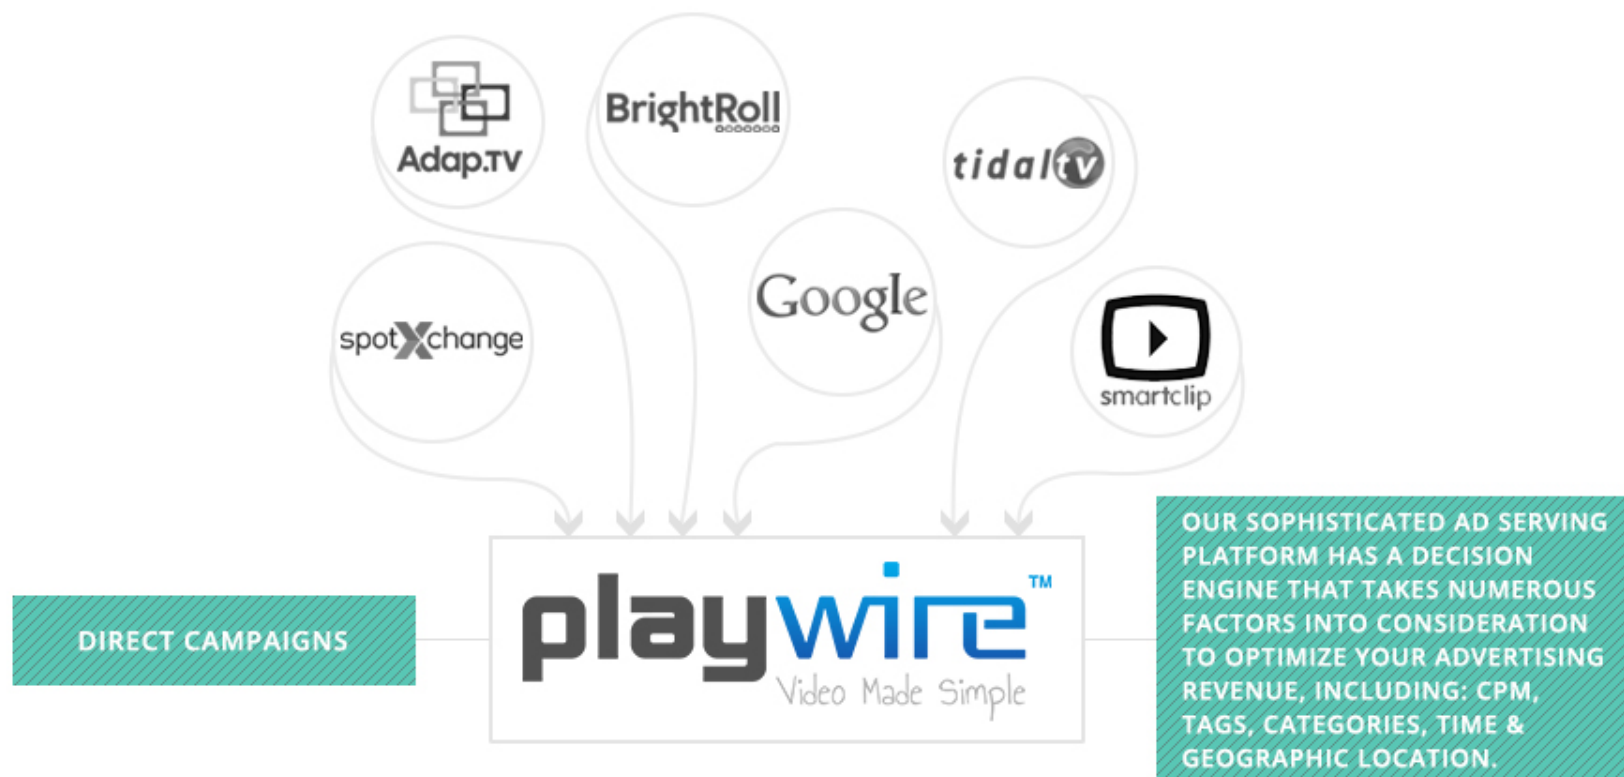 Adap.TV
BrightRoll
tidaltv
spotXchange
Google
smartclip
playwire™
Video Made Simple
DIRECT CAMPAIGNS
OUR SOPHISTICATED AD SERVING
PLATFORM HAS A DECISION
ENGINE THAT TAKES NUMEROUS
FACTORS INTO CONSIDERATION
TO OPTIMIZE YOUR ADVERTISING
REVENUE, INCLUDING: CPM,
TAGS, CATEGORIES, TIME &
GEOGRAPHIC LOCATION.